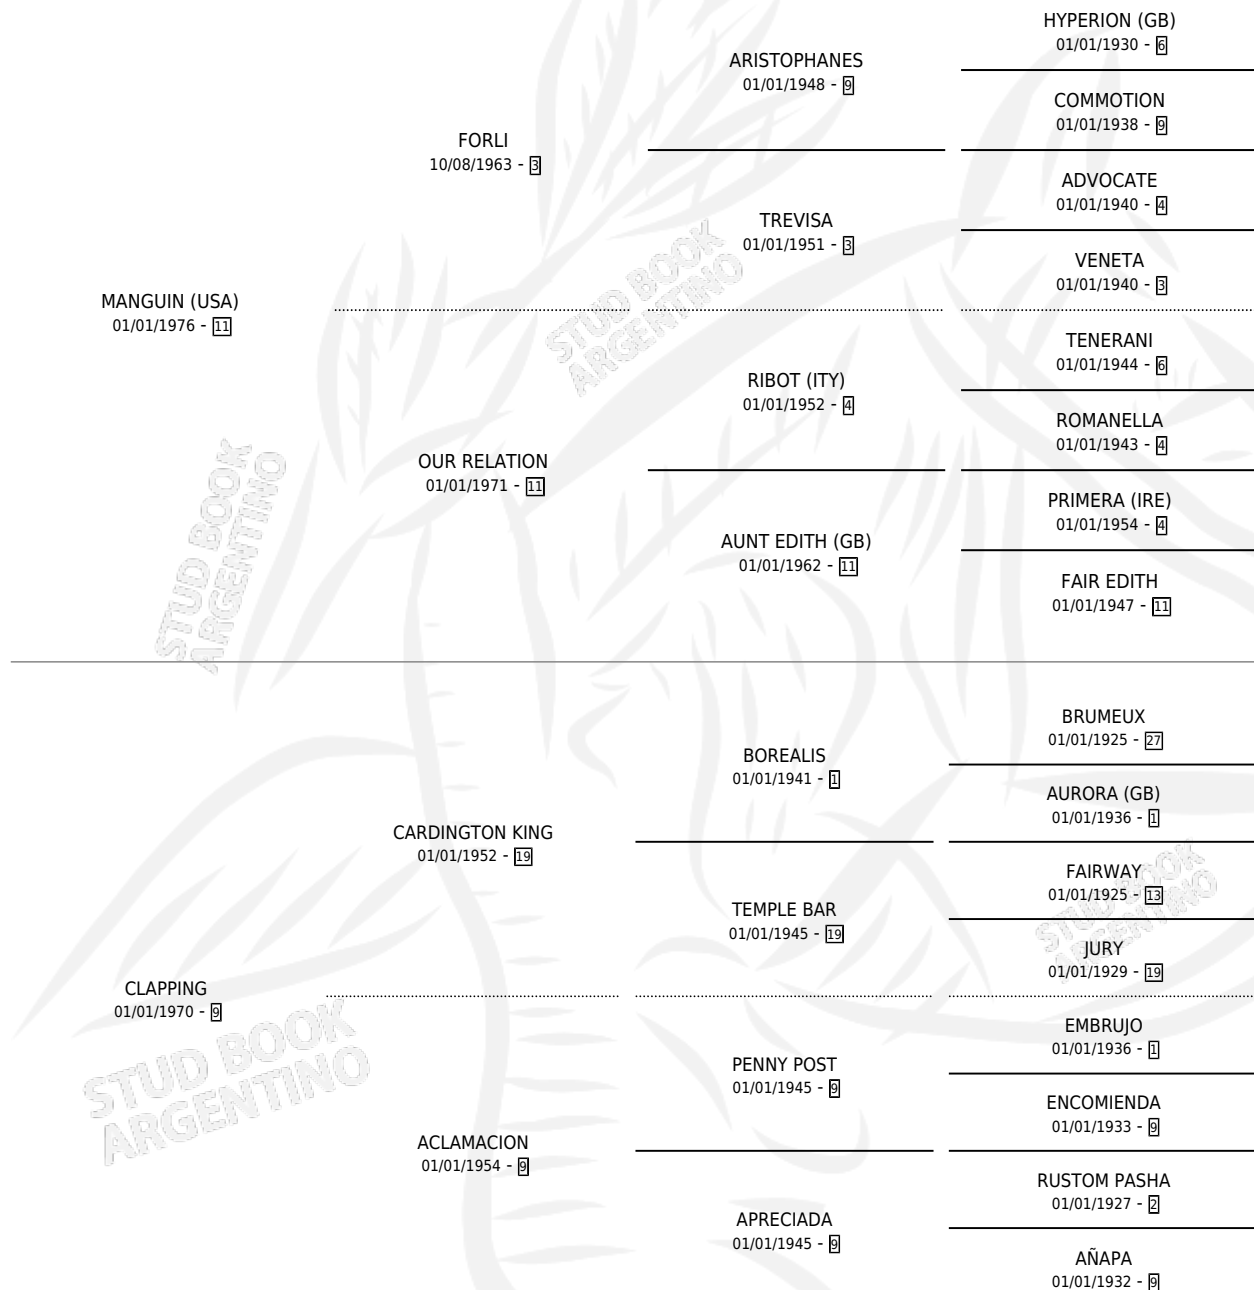 HYPERION (GB)
01/01/1930 - 6
ARISTOPHANES
01/01/1948 - 9
COMMOTION
01/01/1938 - 9
FORLI
10/08/1963 - 3
ADVOCATE
01/01/1940 - 4
TREVISA
01/01/1951 - 3
VENETA
01/01/1940 - 3
MANGUIN (USA)
01/01/1976 - 11
TENERANI
01/01/1944 - 6
RIBOT (ITY)
01/01/1952 - 4
ROMANELLA
01/01/1943 - 4
OUR RELATION
01/01/1971 - 11
PRIMERA (IRE)
01/01/1954 - 4
AUNT EDITH (GB)
01/01/1962 - 11
FAIR EDITH
01/01/1947 - 11
BRUMEUX
01/01/1925 - 27
BOREALIS
01/01/1941 - 1
AURORA (GB)
01/01/1936 - 1
CARDINGTON KING
01/01/1952 - 19
FAIRWAY
01/01/1925 - 13
TEMPLE BAR
01/01/1945 - 19
JURY
01/01/1929 - 19
CLAPPING
01/01/1970 - 9
EMBRUJO
01/01/1936 - 1
PENNY POST
01/01/1945 - 9
ENCOMIENDA
01/01/1933 - 9
ACLAMACION
01/01/1954 - 9
RUSTOM PASHA
01/01/1927 - 2
APRECIADA
01/01/1945 - 9
AÑAPA
01/01/1932 - 9
STUD BOOK
ARGENTINO
STUD BOOK
ARGENTINO
STUD BOOK
ARGENTINO
STUD BOOK
ARGENTINO